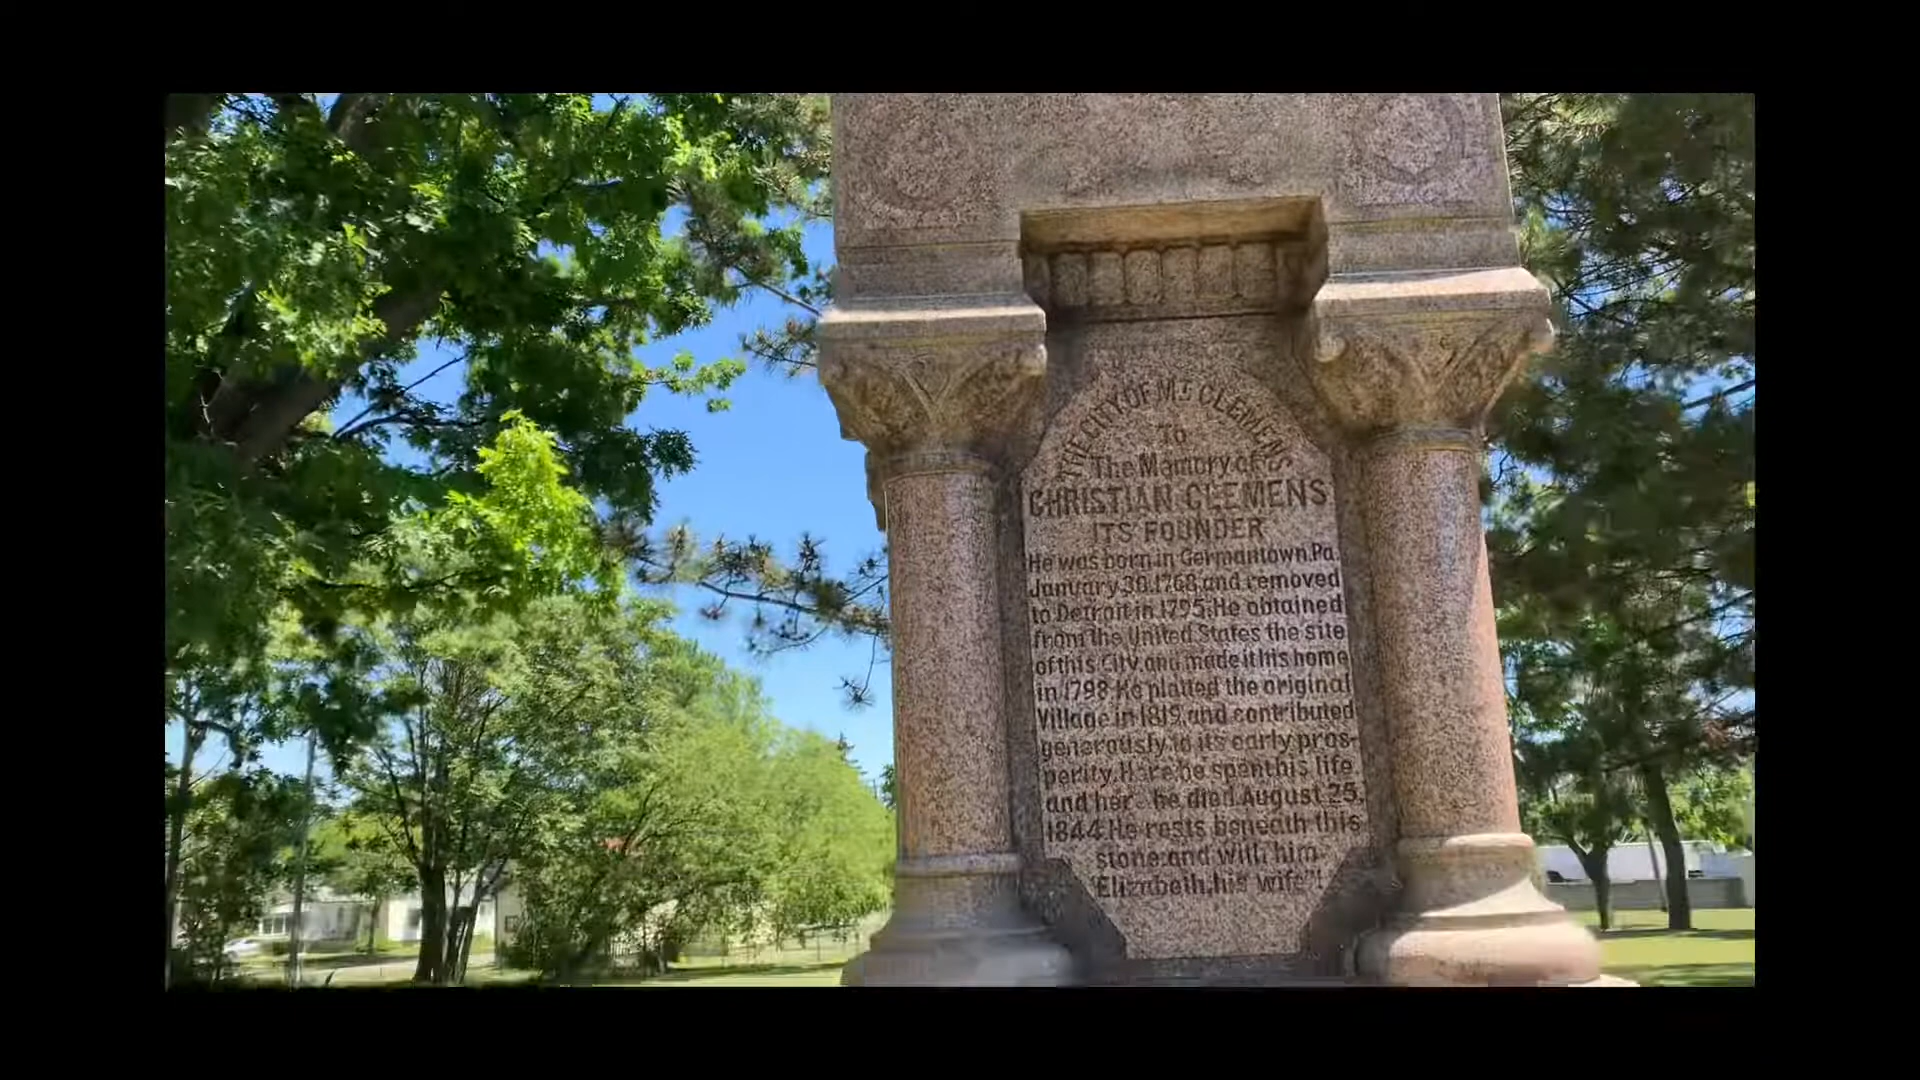 THE CITY OF MT CLEMENS
To
The Memory of
CHRISTIAN CLEMENS
ITS FOUNDER
He was born in Germantown, Pa.
January 30, 1768, and removed
to Detroit in 1795. He obtained
from the United States the site
of this City, and made it his home
in 1798. He platted the original
Village in 1819, and contributed
generously to its early pros-
perity. Here he spent his life
and here he died August 25,
1844. He rests beneath this
stone: and with him
Elizabeth, his wife.